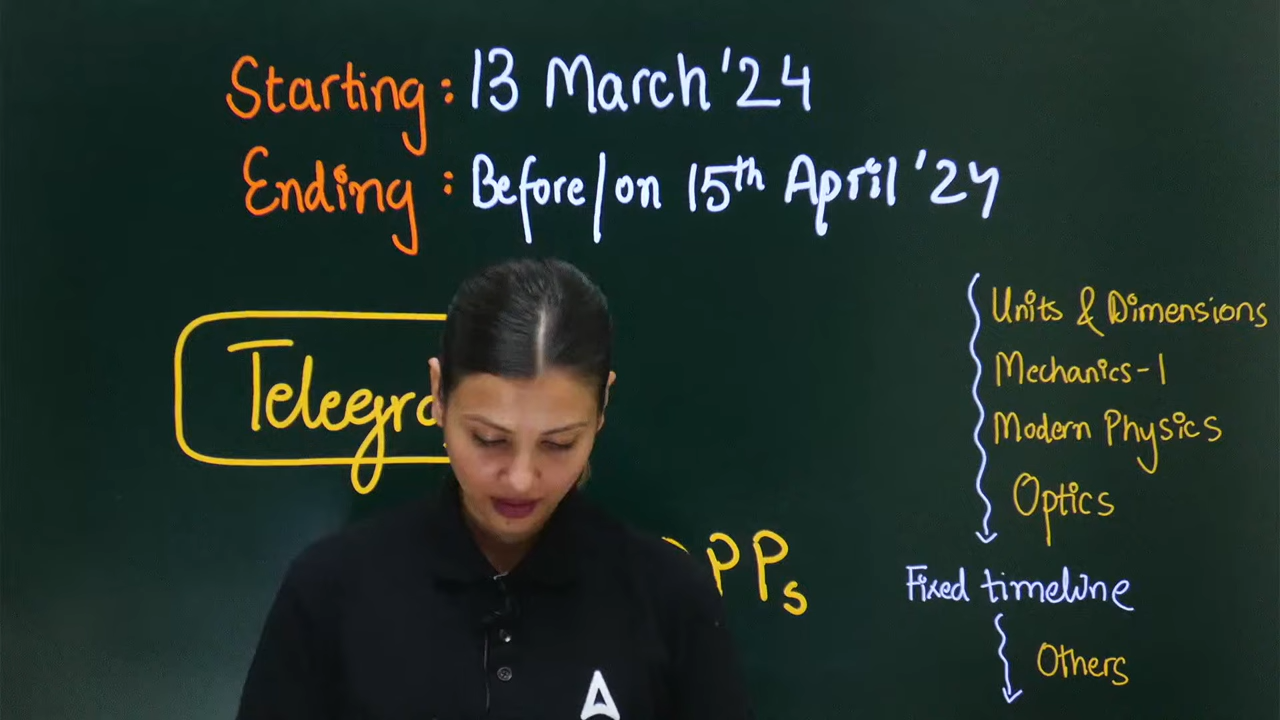 Starting : 13 March '24
Ending : Before/on 15th April '24
Units & Dimensions
Mechanics-1
Modern Physics
Optics
Fixed timeline
Others